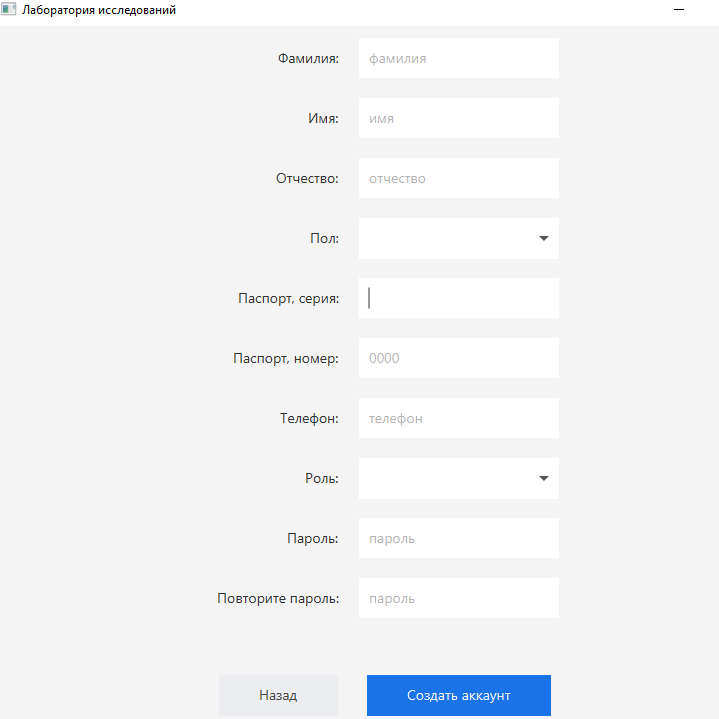 Лаборатория исследований
Фамилия: фамилия
Имя: имя
Отчество: отчество
Пол:
Паспорт, серия:
Паспорт, номер: 0000
Телефон: телефон
Роль:
Пароль: пароль
Повторите пароль: пароль
Назад Создать аккаунт